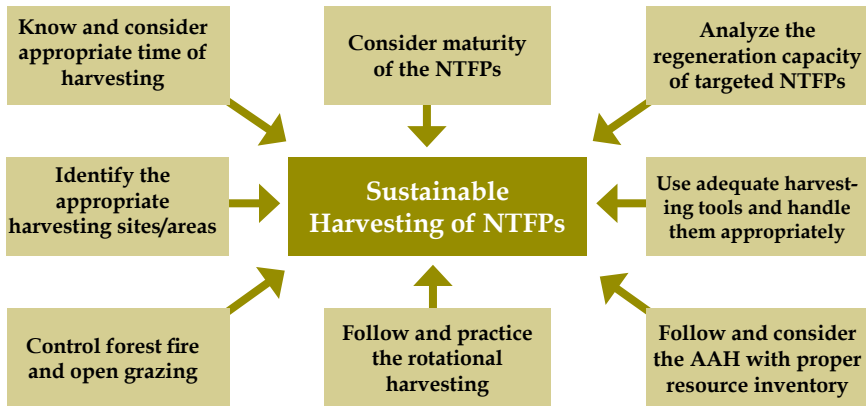 Know and consider
appropriate time of
harvesting
Consider maturity
of the NTFPs
Analyze the
regeneration capacity
of targeted NTFPs
Identify the
appropriate
harvesting sites/areas
Sustainable
Harvesting of NTFPs
Use adequate harvest-
ing tools and handle
them appropriately
Control forest fire
and open grazing
Follow and practice
the rotational
harvesting
Follow and consider
the AAH with proper
resource inventory